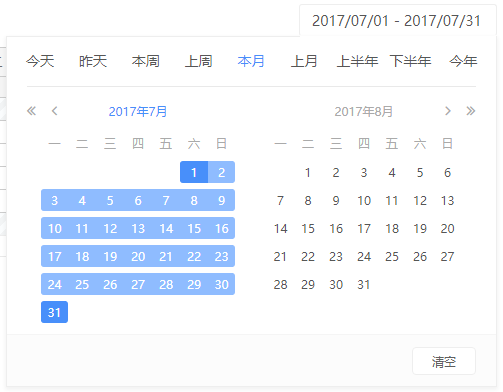 2017/07/01 - 2017/07/31
今天 昨天 本周 上周 本月 上月 上半年 下半年 今年
« ‹ 2017年7月
一 二 三 四 五 六 日
1 2
3 4 5 6 7 8 9
10 11 12 13 14 15 16
17 18 19 20 21 22 23
24 25 26 27 28 29 30
31
2017年8月 › »
一 二 三 四 五 六 日
1 2 3 4 5 6
7 8 9 10 11 12 13
14 15 16 17 18 19 20
21 22 23 24 25 26 27
28 29 30 31
清空